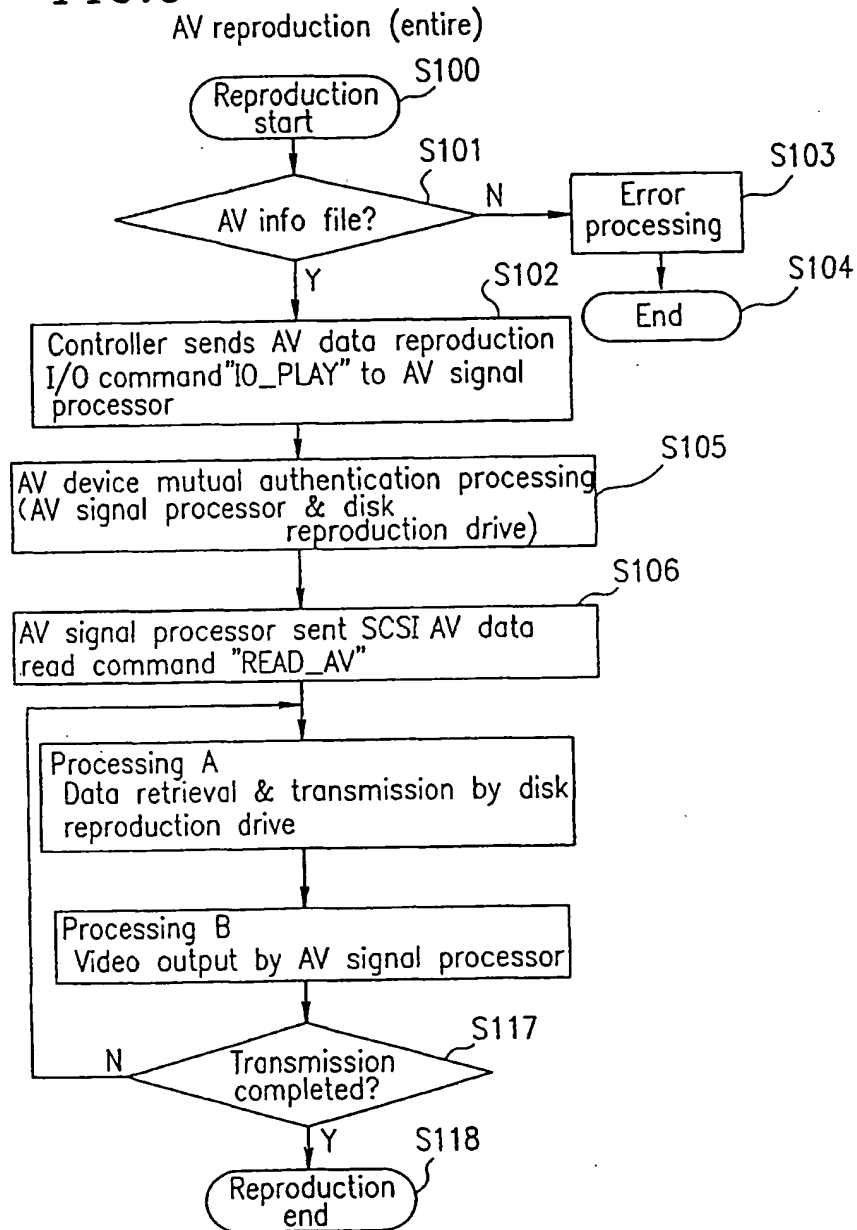 AV reproduction (entire)
S100
Reproduction
start
S101
AV info file?
N
S103
Error
processing
Y
S104
End
S102
Controller sends AV data reproduction
I/O command"IO_PLAY" to AV signal
processor
S105
AV device mutual authentication processing
(AV signal processor & disk
reproduction drive)
S106
AV signal processor sent SCSI AV data
read command "READ_AV"
Processing A
Data retrieval & transmission by disk
reproduction drive
Processing B
Video output by AV signal processor
S117
N
Transmission
completed?
Y
S118
Reproduction
end